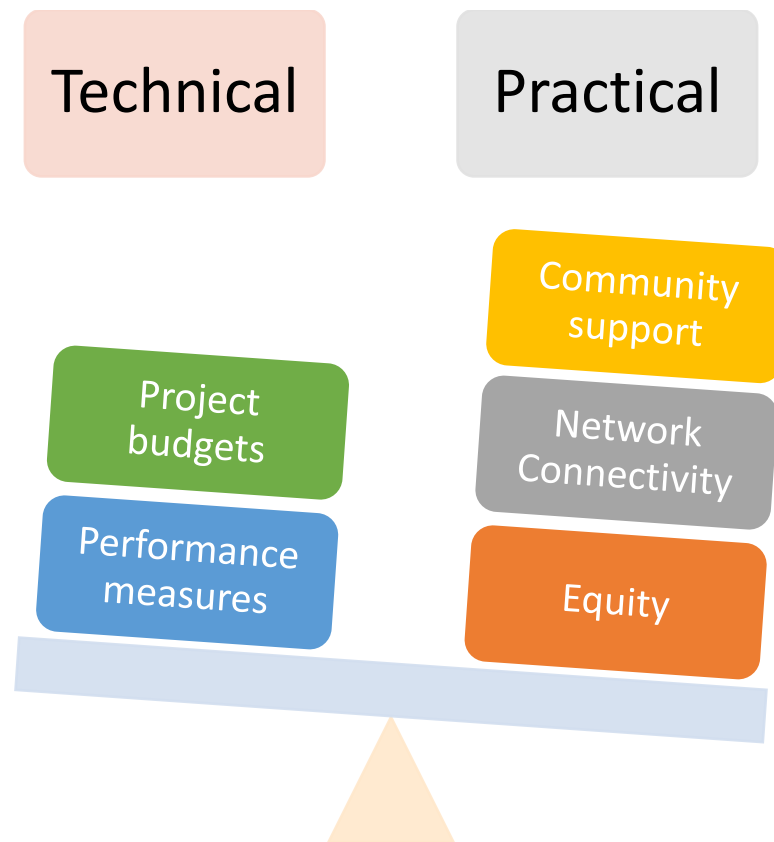 Technical
Practical
Community
support
Project
budgets
Network
Connectivity
Performance
measures
Equity